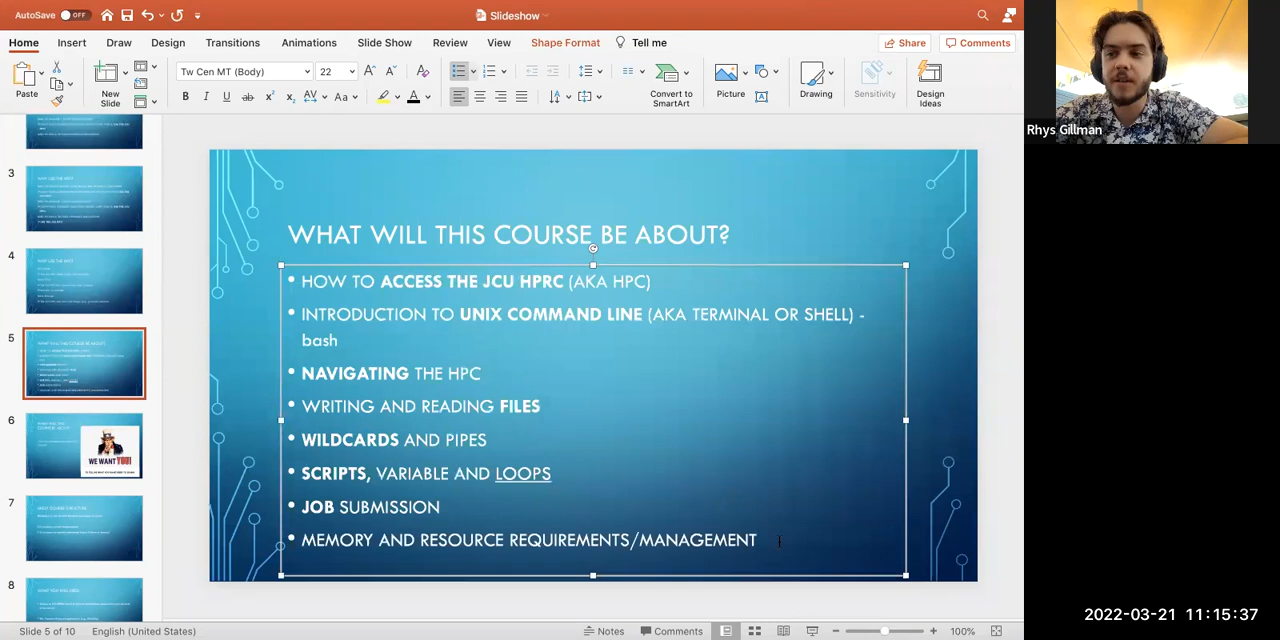 AutoSave OFF
Slideshow
Home Insert Draw Design Transitions Animations Slide Show Review View Shape Format Tell me
Share Comments
Paste
New Slide
Tw Cen MT (Body) 22
Convert to SmartArt
Picture
Drawing
Sensitivity
Design Ideas
Rhys Gillman
3
4
5
6
WE WANT YOU!
7
8
WHAT WILL THIS COURSE BE ABOUT?
• HOW TO ACCESS THE JCU HPRC (AKA HPC)
• INTRODUCTION TO UNIX COMMAND LINE (AKA TERMINAL OR SHELL) -
bash
• NAVIGATING THE HPC
• WRITING AND READING FILES
• WILDCARDS AND PIPES
• SCRIPTS, VARIABLE AND LOOPS
• JOB SUBMISSION
• MEMORY AND RESOURCE REQUIREMENTS/MANAGEMENT
2022-03-21 11:15:37
Slide 5 of 10 English (United States)
Notes Comments 100%